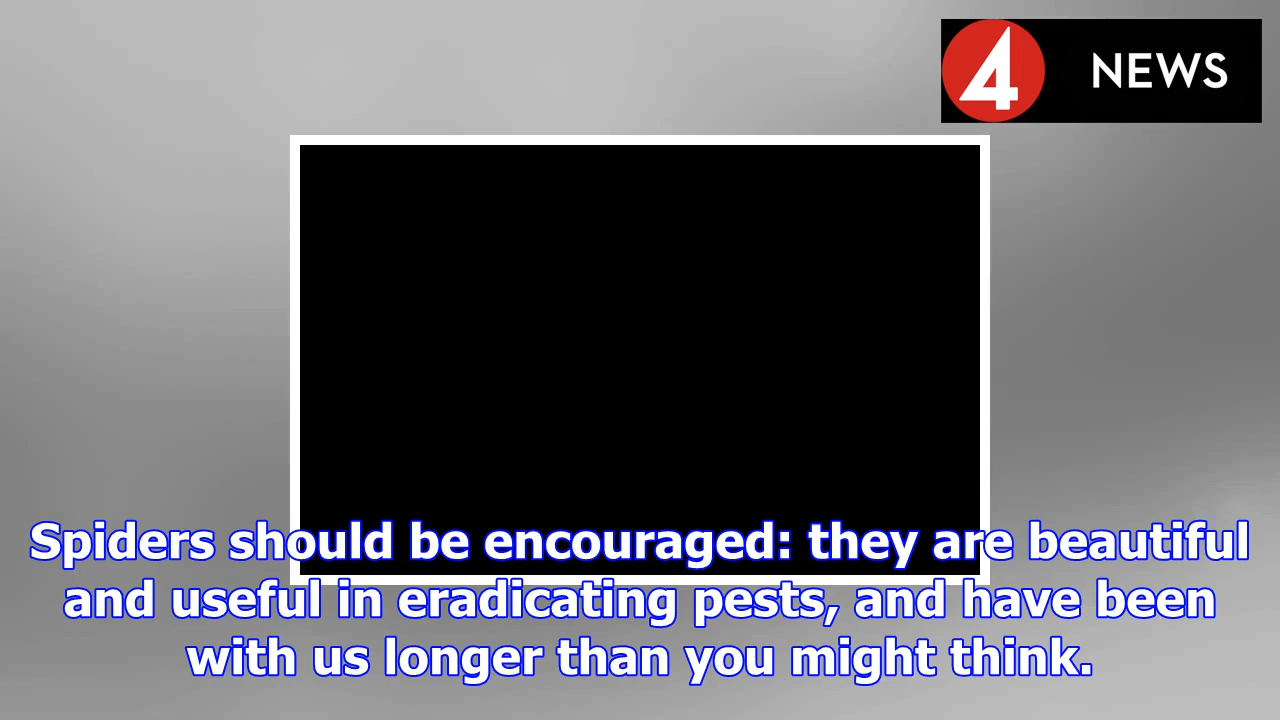 4 NEWS
Spiders should be encouraged: they are beautiful
and useful in eradicating pests, and have been
with us longer than you might think.